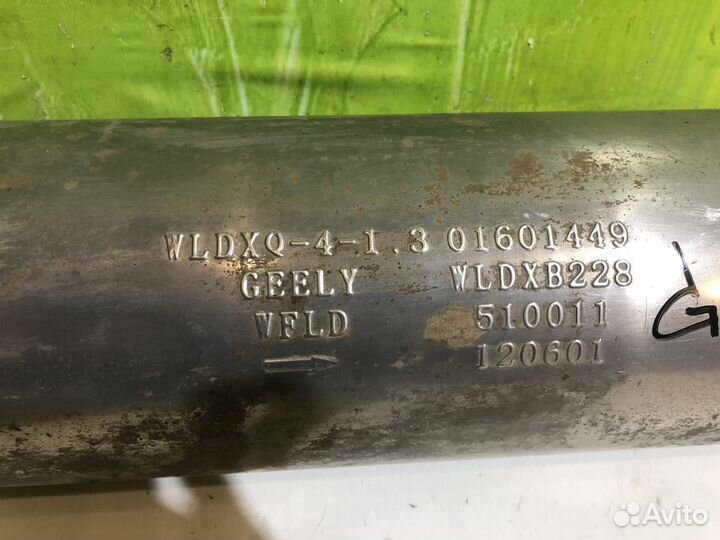 WLDXQ-4-1.3 01601449
GEELY WLDXB228
WFLD 510011
120601
G
Avito